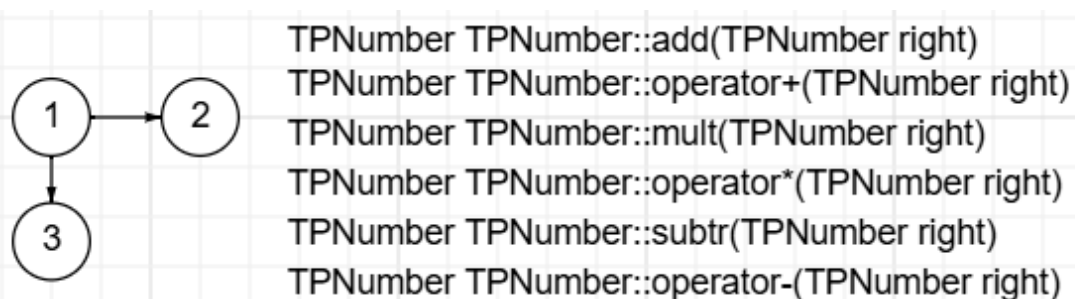 TPNumber TPNumber::add(TPNumber right)
TPNumber TPNumber::operator+(TPNumber right)
1 2
TPNumber TPNumber::mult(TPNumber right)
TPNumber TPNumber::operator*(TPNumber right)
3
TPNumber TPNumber::subtr(TPNumber right)
TPNumber TPNumber::operator-(TPNumber right)